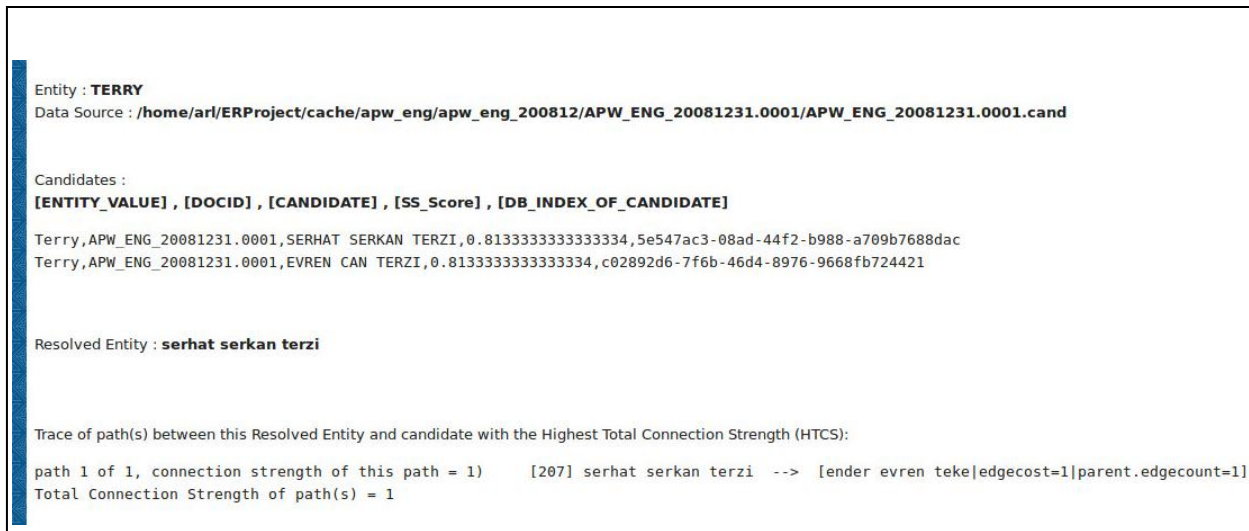 Entity : TERRY
Data Source : /home/arl/ERProject/cache/apw_eng/apw_eng_200812/APW_ENG_20081231.0001/APW_ENG_20081231.0001.cand
Candidates :
[ENTITY_VALUE] , [DOCID] , [CANDIDATE] , [SS_Score] , [DB_INDEX_OF_CANDIDATE]
Terry,APW_ENG_20081231.0001,SERHAT SERKAN TERZI,0.8133333333333334,5e547ac3-08ad-44f2-b988-a709b7688dac
Terry,APW_ENG_20081231.0001,EVREN CAN TERZI,0.8133333333333334,c02892d6-7f6b-46d4-8976-9668fb724421
Resolved Entity : serhat serkan terzi
Trace of path(s) between this Resolved Entity and candidate with the Highest Total Connection Strength (HTCS):
path 1 of 1, connection strength of this path = 1) [207] serhat serkan terzi --> [ender evren teke|edgecost=1|parent.edgecount=1]
Total Connection Strength of path(s) = 1